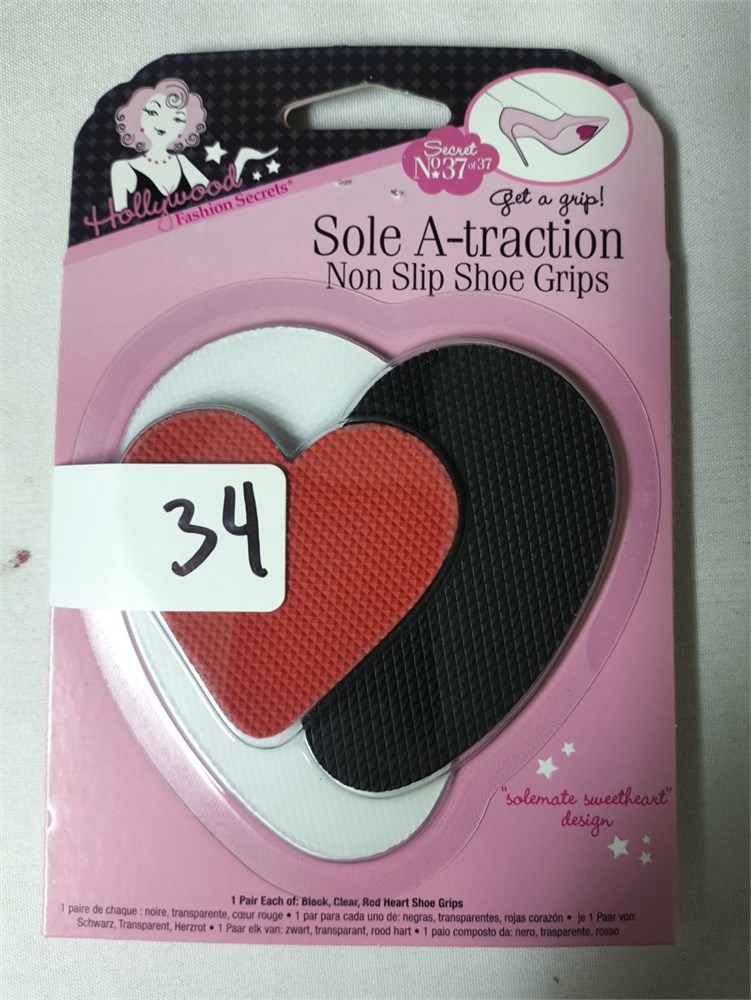 Hollywood
Fashion Secrets®
Secret
Nº37 of 37
Get a grip!
Sole A-traction
Non Slip Shoe Grips
34
"solemate sweetheart"
design
1 Pair Each of: Black, Clear, Red Heart Shoe Grips
1 paire de chaque : noire, transparente, cœur rouge • 1 par para cada uno de: negras, transparentes, rojas corazón • je 1 Paar von:
Schwarz, Transparent, Herzrot • 1 Paar elk van: zwart, transparant, rood hart • 1 paio composto da: nero, trasparente, rosso